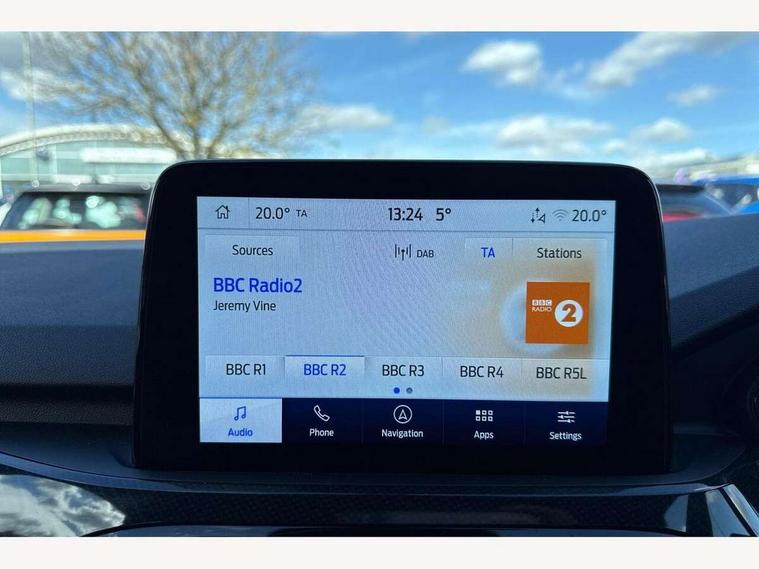 20.0° TA 13:24 5° 20.0°
Sources DAB TA Stations
BBC Radio2
Jeremy Vine
BBC
RADIO 2
BBC R1 BBC R2 BBC R3 BBC R4 BBC R5L
Audio Phone Navigation Apps Settings